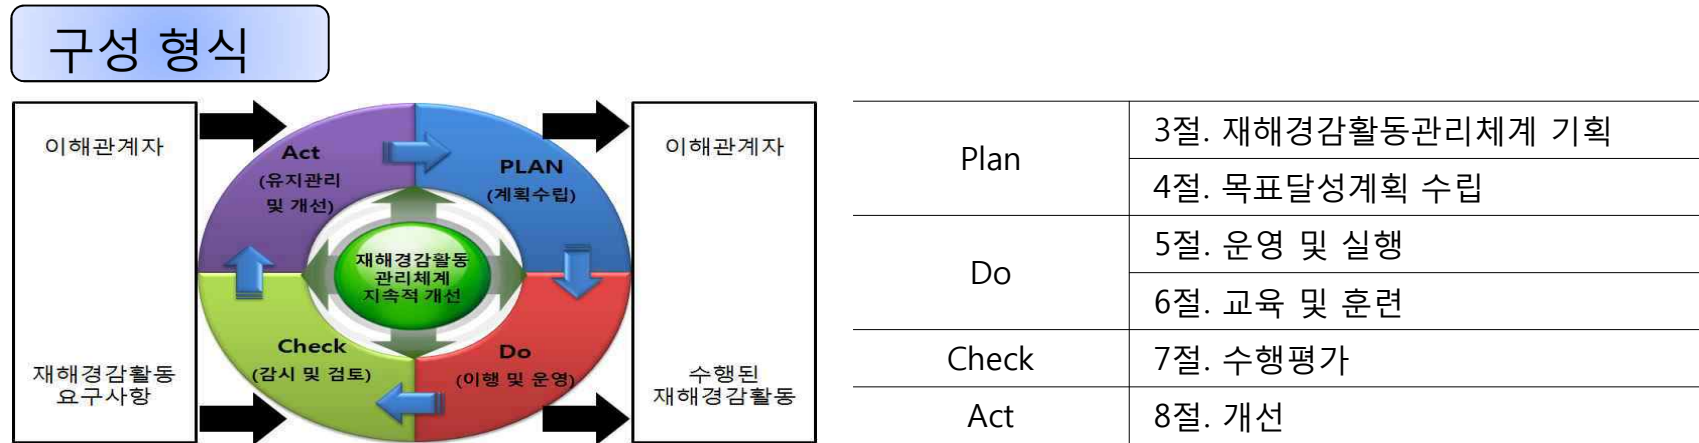 구성 형식
이해관계자
재해경감활동
요구사항
Act
(유지관리
및 개선)
PLAN
(계획수립)
재해경감활동
관리체계
지속적 개선
Check
(감시 및 검토)
Do
(이행 및 운영)
이해관계자
수행된
재해경감활동
Plan
3절. 재해경감활동관리체계 기획
4절. 목표달성계획 수립
Do
5절. 운영 및 실행
6절. 교육 및 훈련
Check
7절. 수행평가
Act
8절. 개선